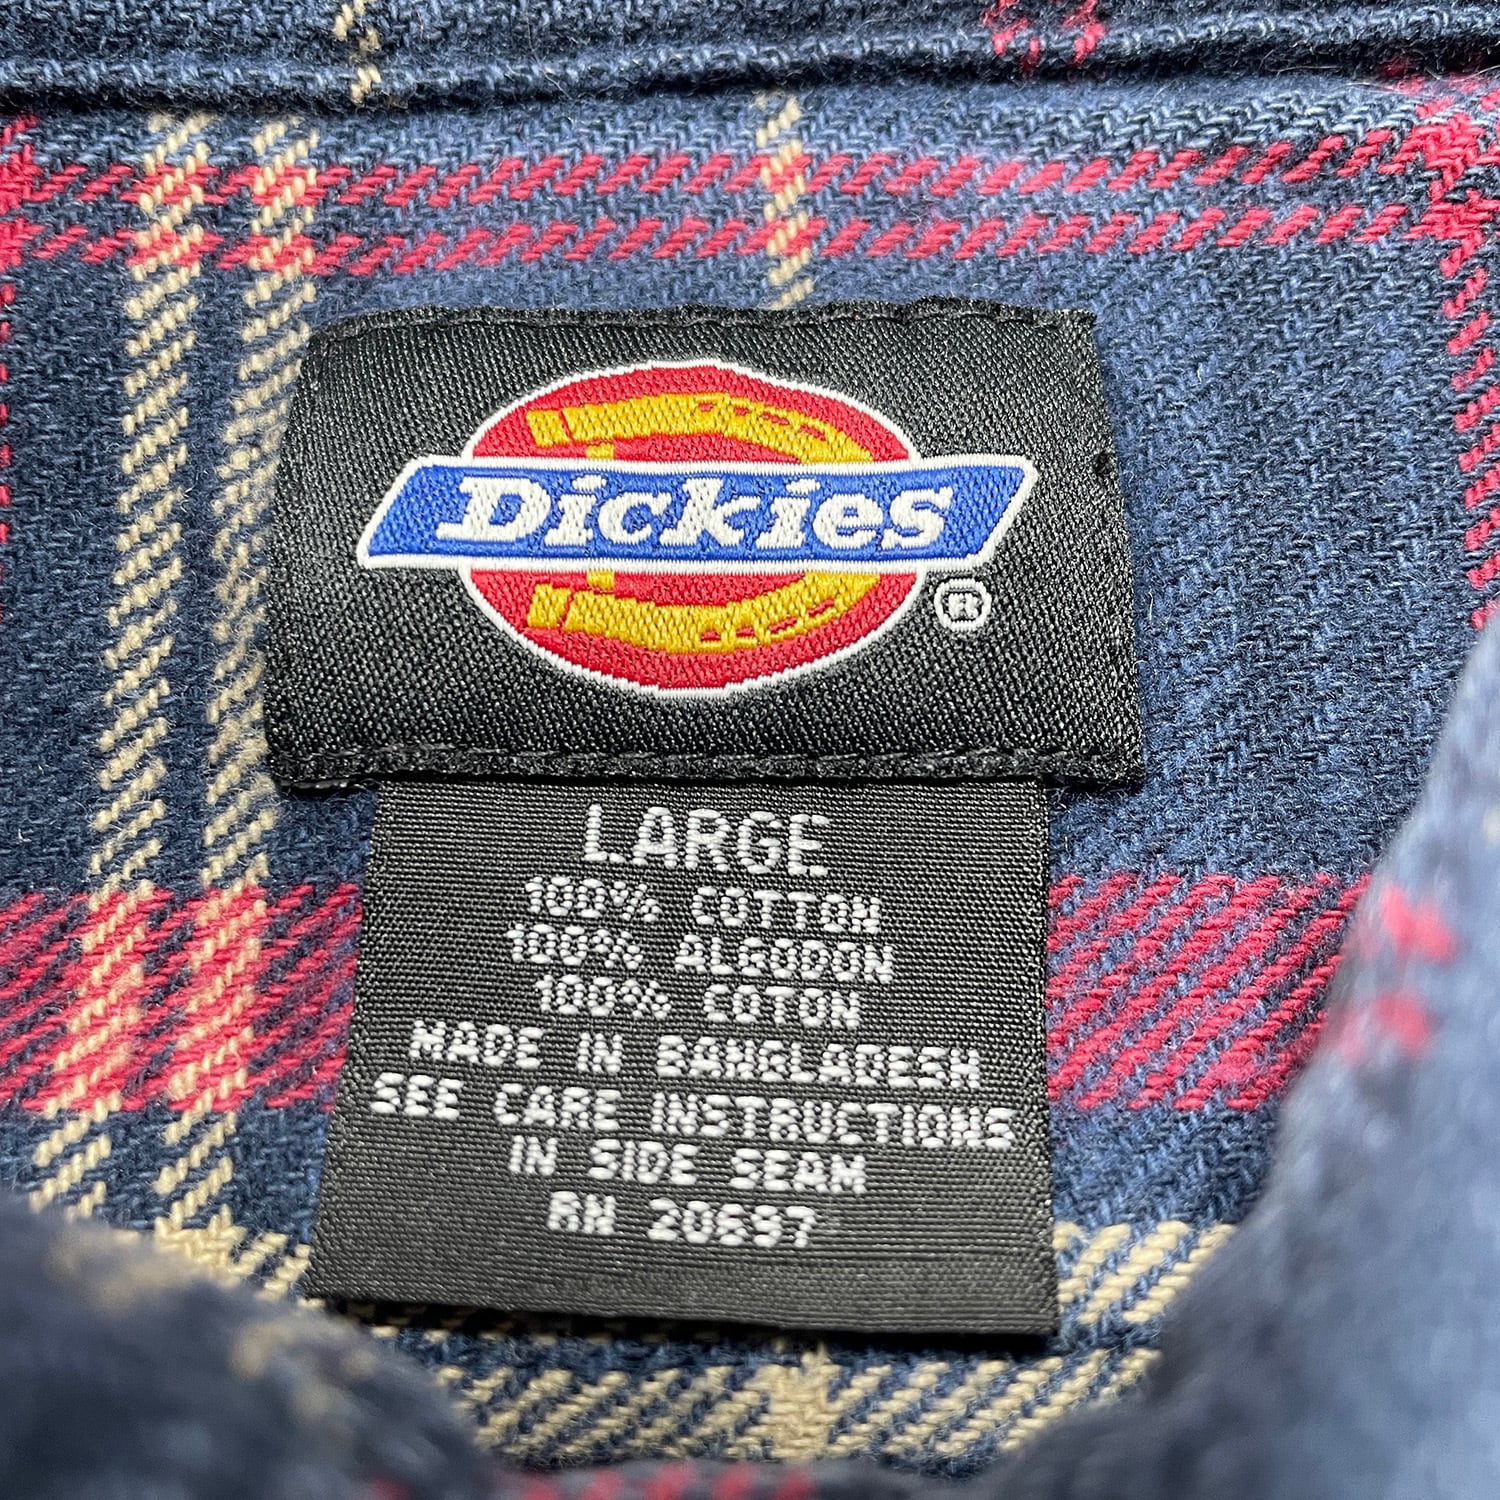 Dickies
®
LARGE
100% COTTON
100% ALGODON
100% COTON
MADE IN BANGLADESH
SEE CARE INSTRUCTIONS
IN SIDE SEAM
RN 20697